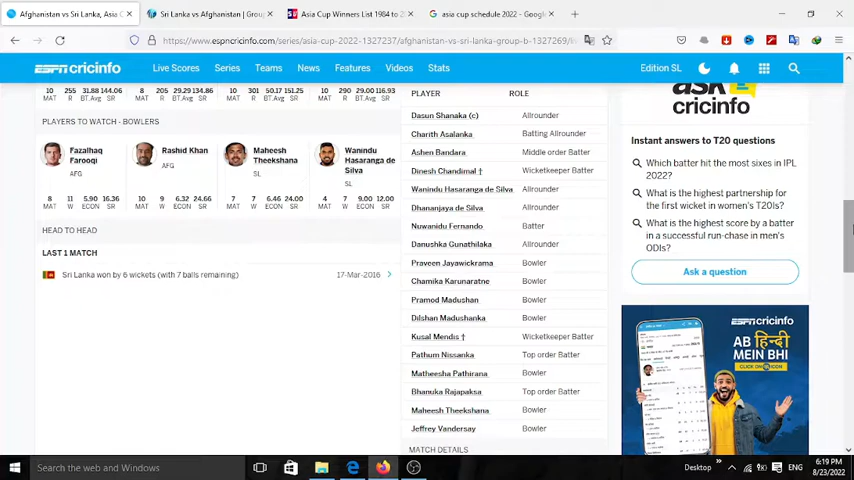 Afghanistan vs Sri Lanka, Asia C
Sri Lanka vs Afghanistan | Group
Asia Cup Winners List 1984 to 2
asia cup schedule 2022 - Google
https://www.espncricinfo.com/series/asia-cup-2022-1327237/afghanistan-vs-sri-lanka-group-b-1327269/
ESPN cricinfo
Live Scores Series Teams News Features Videos Stats
Edition SL
10 255 31.88 144.06
MAT R BT.Avg SR
8 205 29.29 134.86
MAT R BT.Avg SR
10 301 50.17 151.25
MAT R BT.Avg SR
10 290 29.00 116.93
MAT R BT.Avg SR
PLAYERS TO WATCH - BOWLERS
Fazalhaq
Farooqi
AFG
8 11 5.90 16.36
MAT W ECON SR
Rashid Khan
AFG
10 9 6.32 24.66
MAT W ECON SR
Maheesh
Theekshana
SL
7 7 6.46 24.00
MAT W ECON SR
Wanindu
Hasaranga de
Silva
SL
4 7 9.00 12.00
MAT W ECON SR
HEAD TO HEAD
LAST 1 MATCH
Sri Lanka won by 6 wickets (with 7 balls remaining) 17-Mar-2016
PLAYER ROLE
Dasun Shanaka (c) Allrounder
Charith Asalanka Batting Allrounder
Ashen Bandara Middle order Batter
Dinesh Chandimal † Wicketkeeper Batter
Wanindu Hasaranga de Silva Allrounder
Dhananjaya de Silva Allrounder
Nuwanidu Fernando Batter
Danushka Gunathilaka Allrounder
Praveen Jayawickrama Bowler
Chamika Karunaratne Bowler
Pramod Madushan Bowler
Dilshan Madushanka Bowler
Kusal Mendis † Wicketkeeper Batter
Pathum Nissanka Top order Batter
Matheesha Pathirana Bowler
Bhanuka Rajapaksa Top order Batter
Maheesh Theekshana Bowler
Jeffrey Vandersay Bowler
MATCH DETAILS
ask
cricinfo
Instant answers to T20 questions
Which batter hit the most sixes in IPL
2022?
What is the highest partnership for
the first wicket in women's T20Is?
What is the highest score by a batter
in a successful run-chase in men's
ODIs?
Ask a question
ESPN cricinfo
AB हिन्दी
MEIN BHI
CLICK ON ICON
Search the web and Windows
Desktop
ENG
6:19 PM
8/23/2022